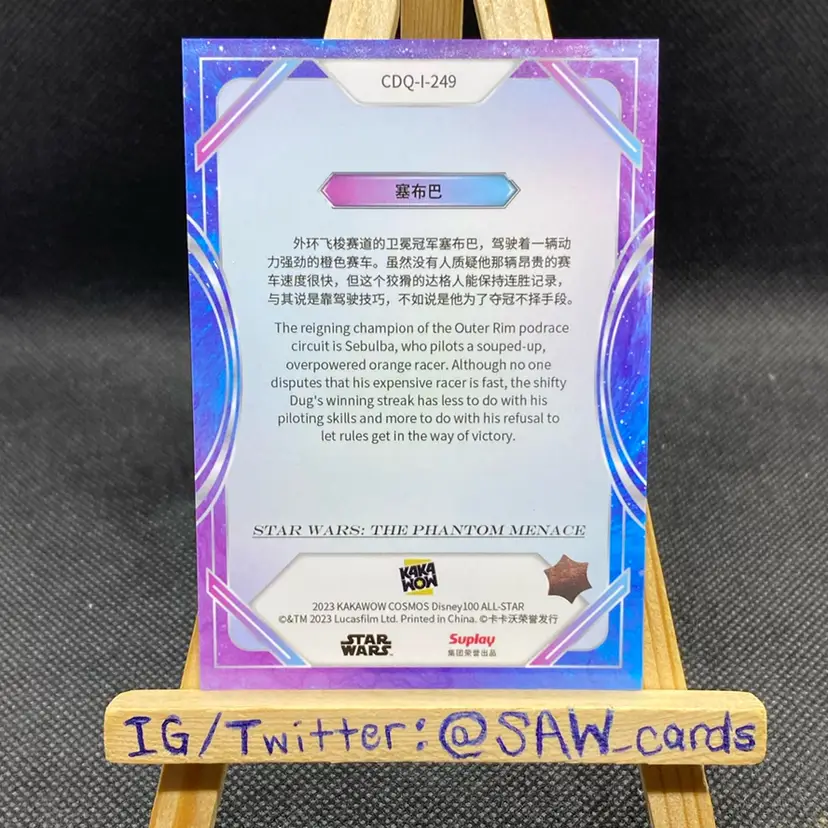 CDQ-I-249
塞布巴
外环飞梭赛道的卫冕冠军塞布巴，驾驶着一辆动
力强劲的橙色赛车。虽然没有人质疑他那辆昂贵的赛
车速度很快，但这个狡猾的达格人能保持连胜记录，
与其说是靠驾驶技巧，不如说是他为了夺冠不择手段。
The reigning champion of the Outer Rim podrace
circuit is Sebulba, who pilots a souped-up,
overpowered orange racer. Although no one
disputes that his expensive racer is fast, the shifty
Dug's winning streak has less to do with his
piloting skills and more to do with his refusal to
let rules get in the way of victory.
STAR WARS: THE PHANTOM MENACE
KAKA
WOW
2023 KAKAWOW COSMOS Disney100 ALL-STAR
©&TM 2023 Lucasfilm Ltd. Printed in China. ©卡卡沃荣誉发行
STAR
WARS
Suplay
集团荣誉出品
IG/Twitter: @SAW_cards